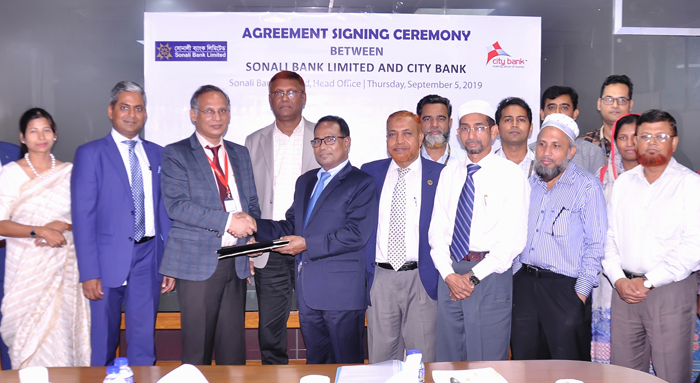 সোনালী ব্যাংক লিমিটেড
Sonali Bank Limited
AGREEMENT SIGNING CEREMONY
BETWEEN
SONALI BANK LIMITED AND CITY BANK
city bank
Sonali Head Office | Thursday, September 5, 2019